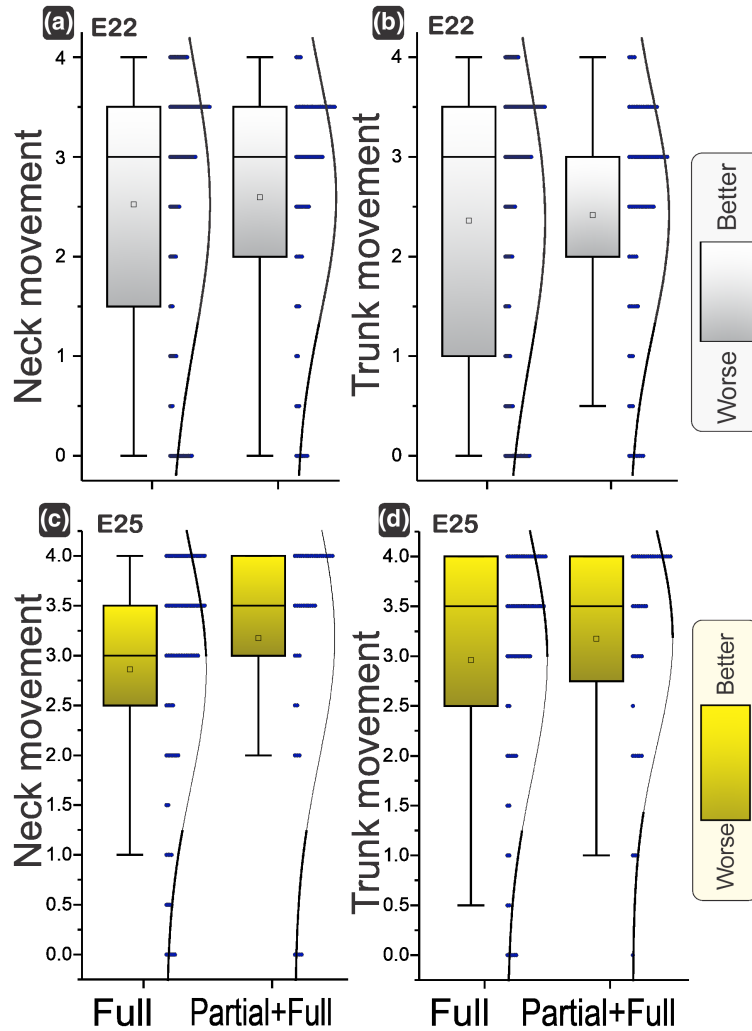 (a) E22
Neck movement
4
3
2
1
0
(b) E22
Trunk movement
4
3
2
1
0
Better
Worse
(c) E25
Neck movement
4.0
3.5
3.0
2.5
2.0
1.5
1.0
0.5
0.0
Full
Partial+Full
(d) E25
Trunk movement
4.0
3.5
3.0
2.5
2.0
1.5
1.0
0.5
0.0
Full
Partial+Full
Better
Worse